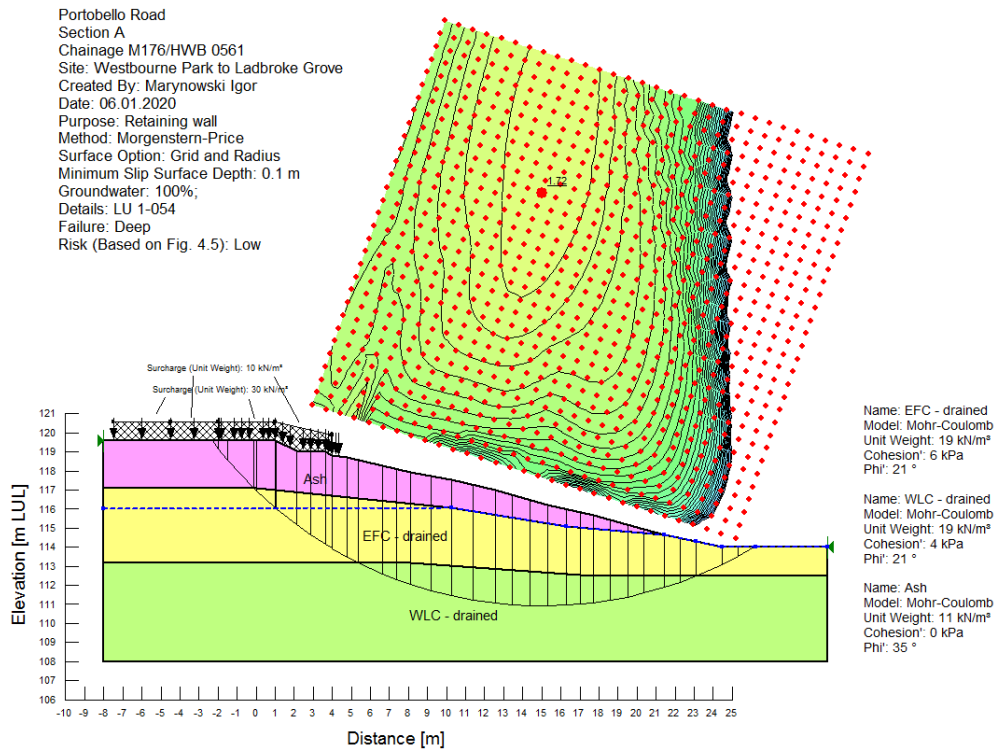 Portobello Road
Section A
Chainage M176/HWB 0561
Site: Westbourne Park to Ladbroke Grove
Created By: Marynowski Igor
Date: 06.01.2020
Purpose: Retaining wall
Method: Morgenstern-Price
Surface Option: Grid and Radius
Minimum Slip Surface Depth: 0.1 m
Groundwater: 100%;
Details: LU 1-054
Failure: Deep
Risk (Based on Fig. 4.5): Low
1.72
Surcharge (Unit Weight): 10 kN/m³
Surcharge (Unit Weight): 30 kN/m³
Elevation [m LUL]
121
120
119
118
117
116
115
114
113
112
111
110
109
108
107
106
Ash
EFC - drained
WLC - drained
-10 -9 -8 -7 -6 -5 -4 -3 -2 -1 0 1 2 3 4 5 6 7 8 9 10 11 12 13 14 15 16 17 18 19 20 21 22 23 24 25
Distance [m]
Name: EFC - drained
Model: Mohr-Coulomb
Unit Weight: 19 kN/m³
Cohesion': 6 kPa
Phi': 21 °
Name: WLC - drained
Model: Mohr-Coulomb
Unit Weight: 19 kN/m³
Cohesion': 4 kPa
Phi': 21 °
Name: Ash
Model: Mohr-Coulomb
Unit Weight: 11 kN/m³
Cohesion': 0 kPa
Phi': 35 °